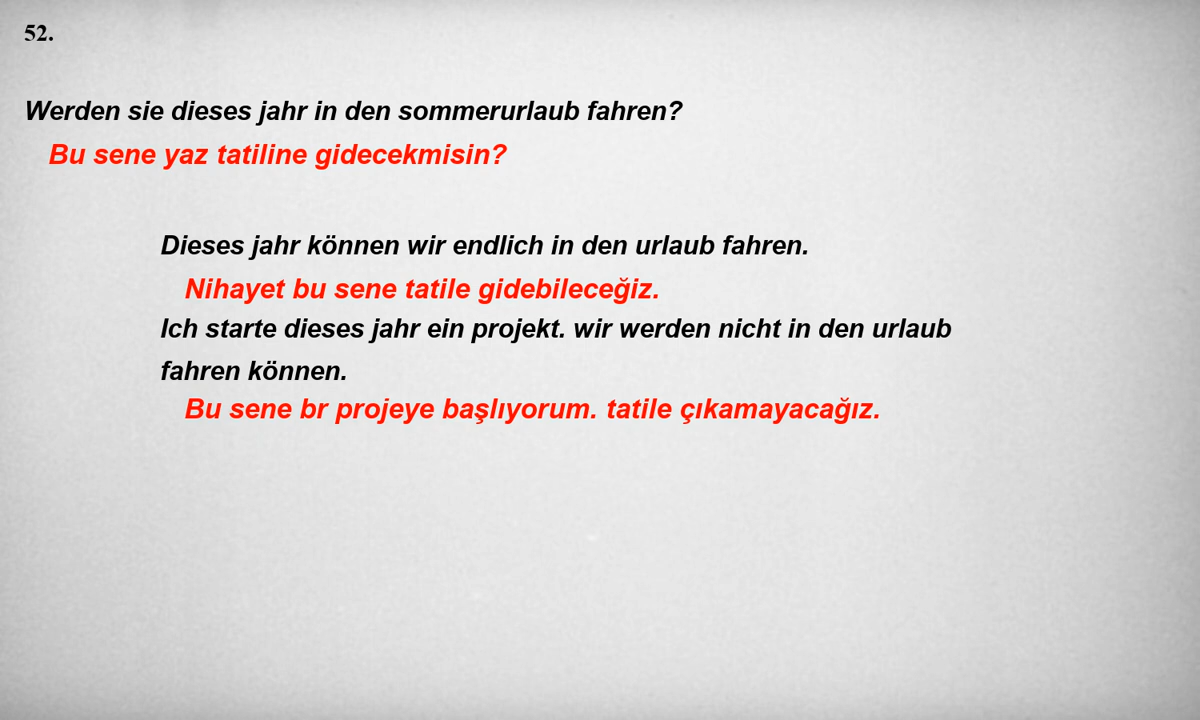 52.
Werden sie dieses jahr in den sommerurlaub fahren?
Bu sene yaz tatiline gidecekmisin?
Dieses jahr können wir endlich in den urlaub fahren.
Nihayet bu sene tatile gidebileceğiz.
Ich starte dieses jahr ein projekt. wir werden nicht in den urlaub
fahren können.
Bu sene br projeye başlıyorum. tatile çıkamayacağız.